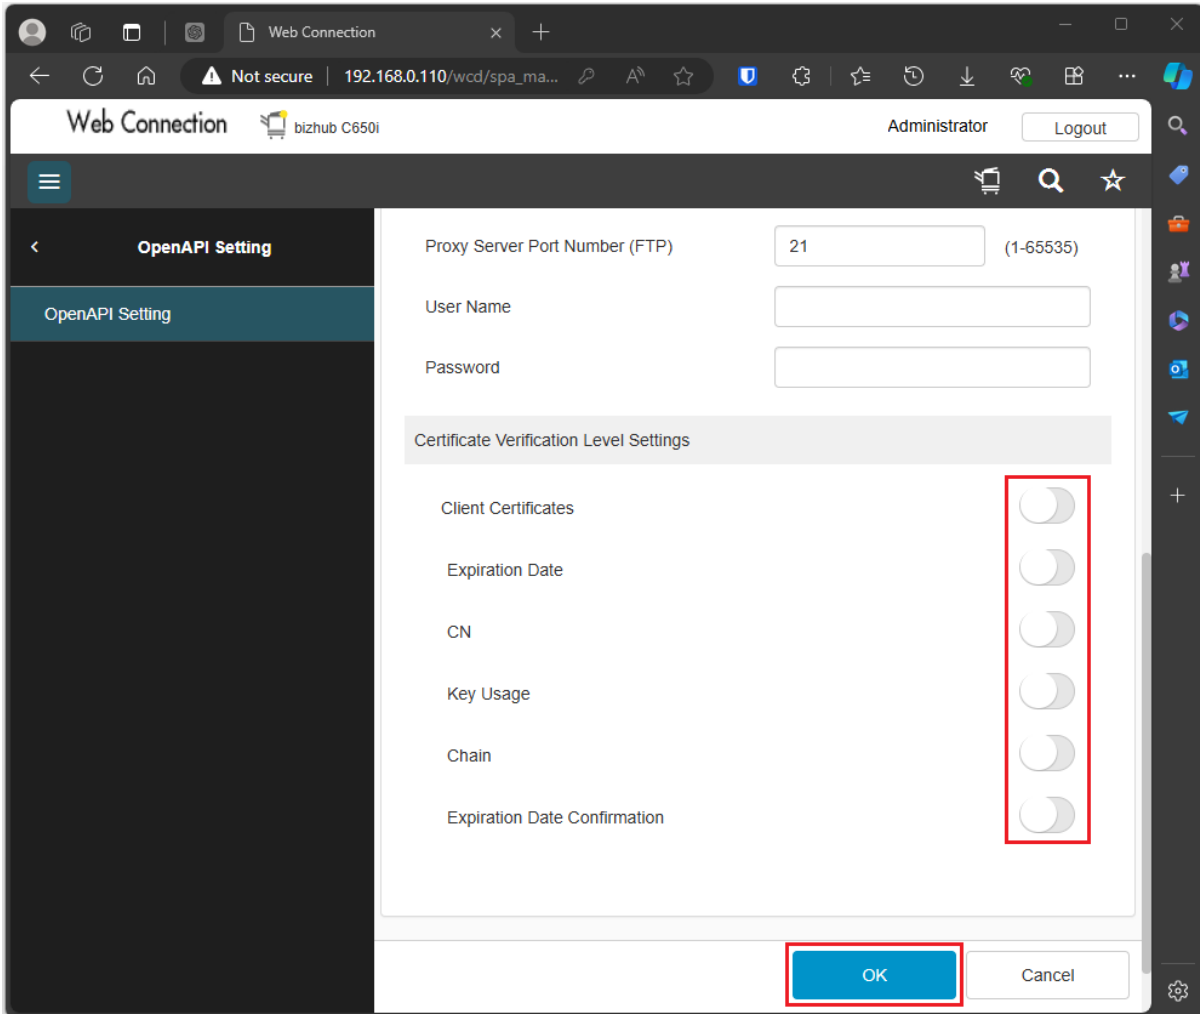 Web Connection
Not secure 192.168.0.110/wcd/spa_ma...
Web Connection bizhub C650i Administrator Logout
OpenAPI Setting
OpenAPI Setting
Proxy Server Port Number (FTP) 21 (1-65535)
User Name
Password
Certificate Verification Level Settings
Client Certificates
Expiration Date
CN
Key Usage
Chain
Expiration Date Confirmation
OK Cancel